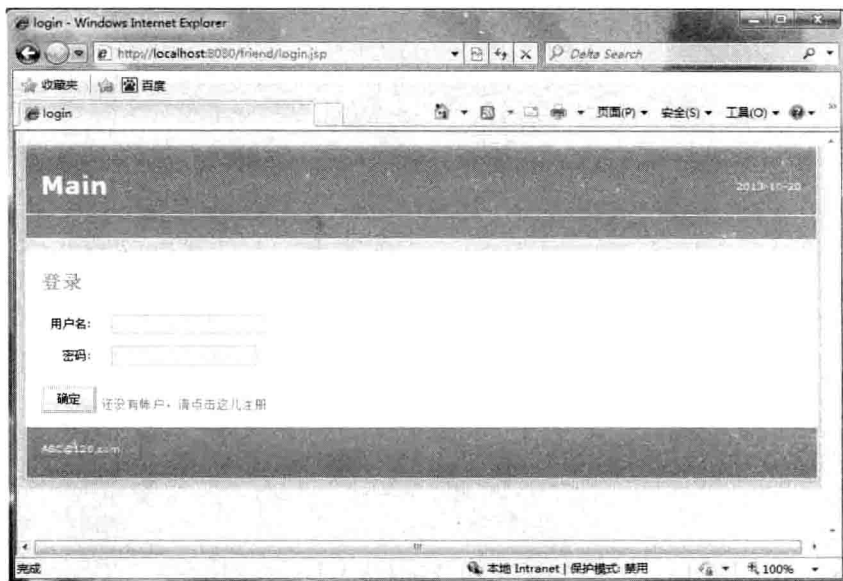 login - Windows Internet Explorer
http://localhost:8080/friend/login.jsp
Delta Search
收藏夹 百度
login
页面(P) 安全(S) 工具(O)
Main
2013-10-20
登录
用户名:
密码:
确定 还没有帐户，请点击这儿注册
ABC@126.com
完成
本地 Intranet | 保护模式: 禁用
100%